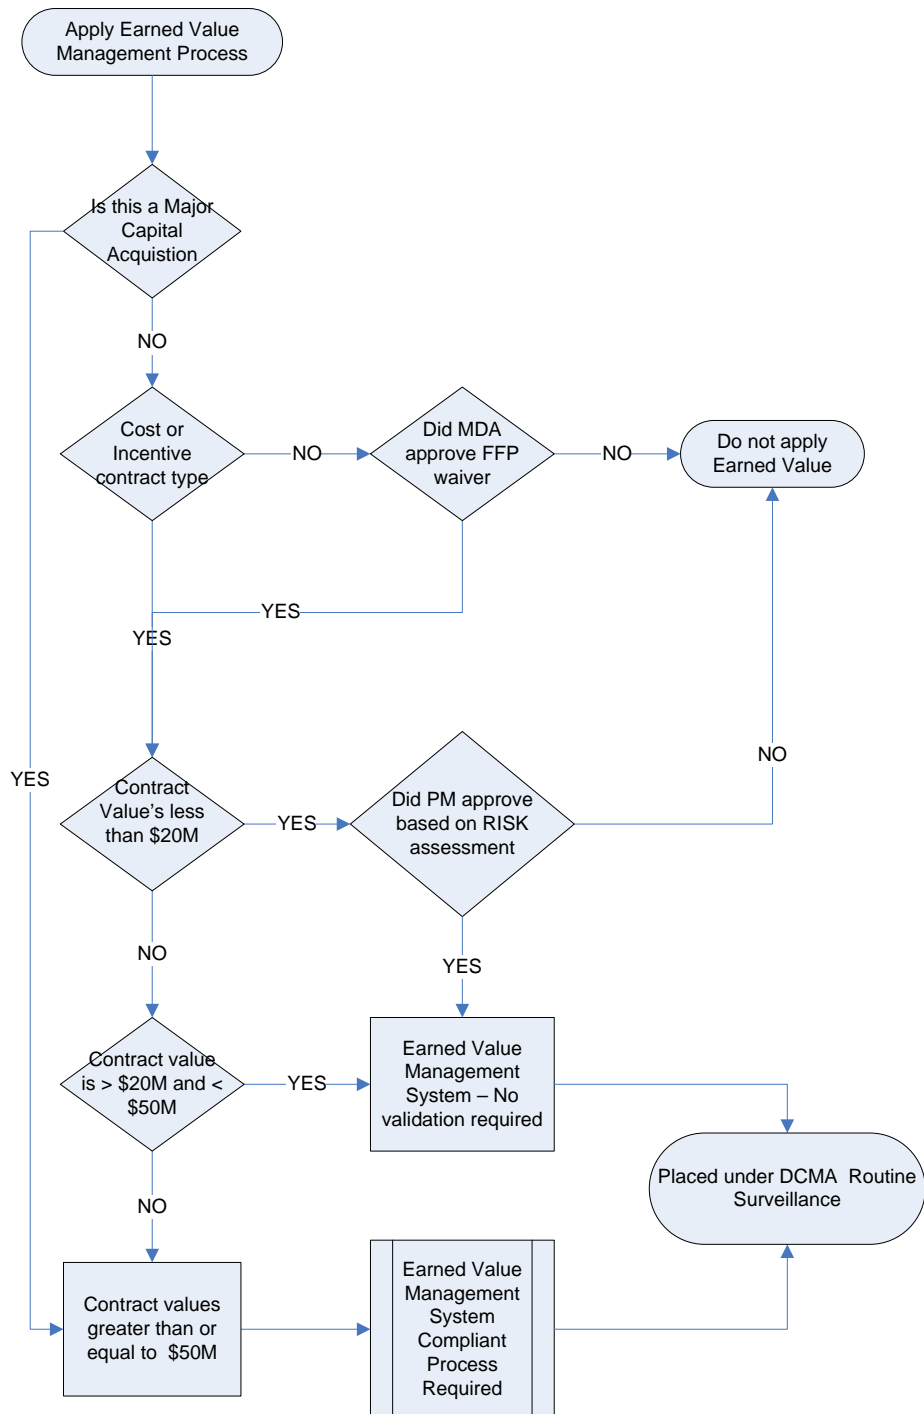 Apply Earned Value
Management Process
Is this a Major
Capital
Acquistion
NO
Cost or
Incentive
contract type
NO
Did MDA
approve FFP
waiver
NO
Do not apply
Earned Value
YES
YES
NO
YES
Contract
Value's less
than $20M
YES
Did PM approve
based on RISK
assessment
NO
YES
Contract value
is > $20M and <
$50M
YES
Earned Value
Management
System – No
validation required
Placed under DCMA Routine
Surveillance
NO
Contract values
greater than or
equal to $50M
Earned Value
Management
System
Compliant
Process
Required